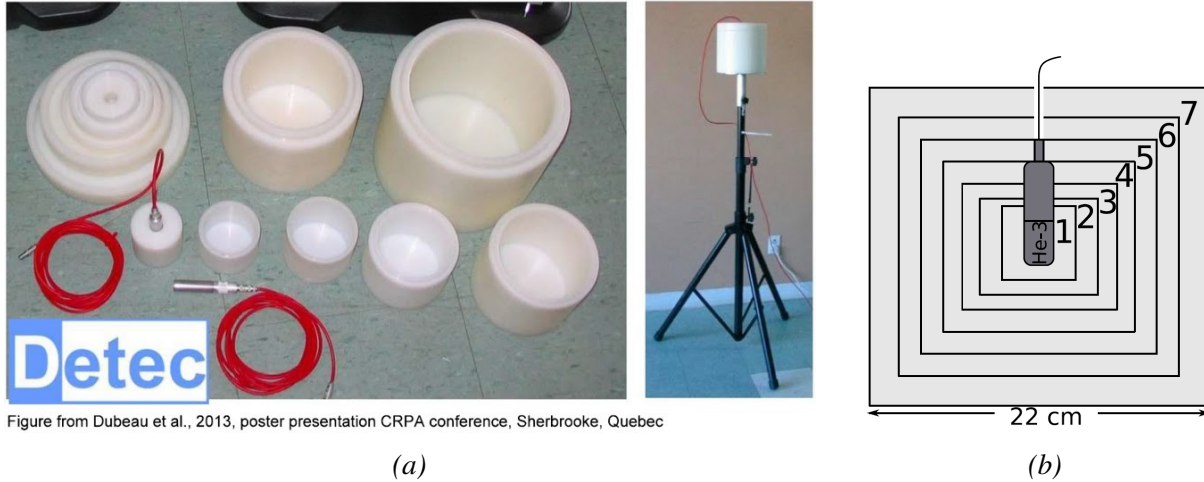 Detec
Figure from Dubeau et al., 2013, poster presentation CRPA conference, Sherbrooke, Quebec
(a)
7
6
5
4
3
2
1
He-3
22 cm
(b)